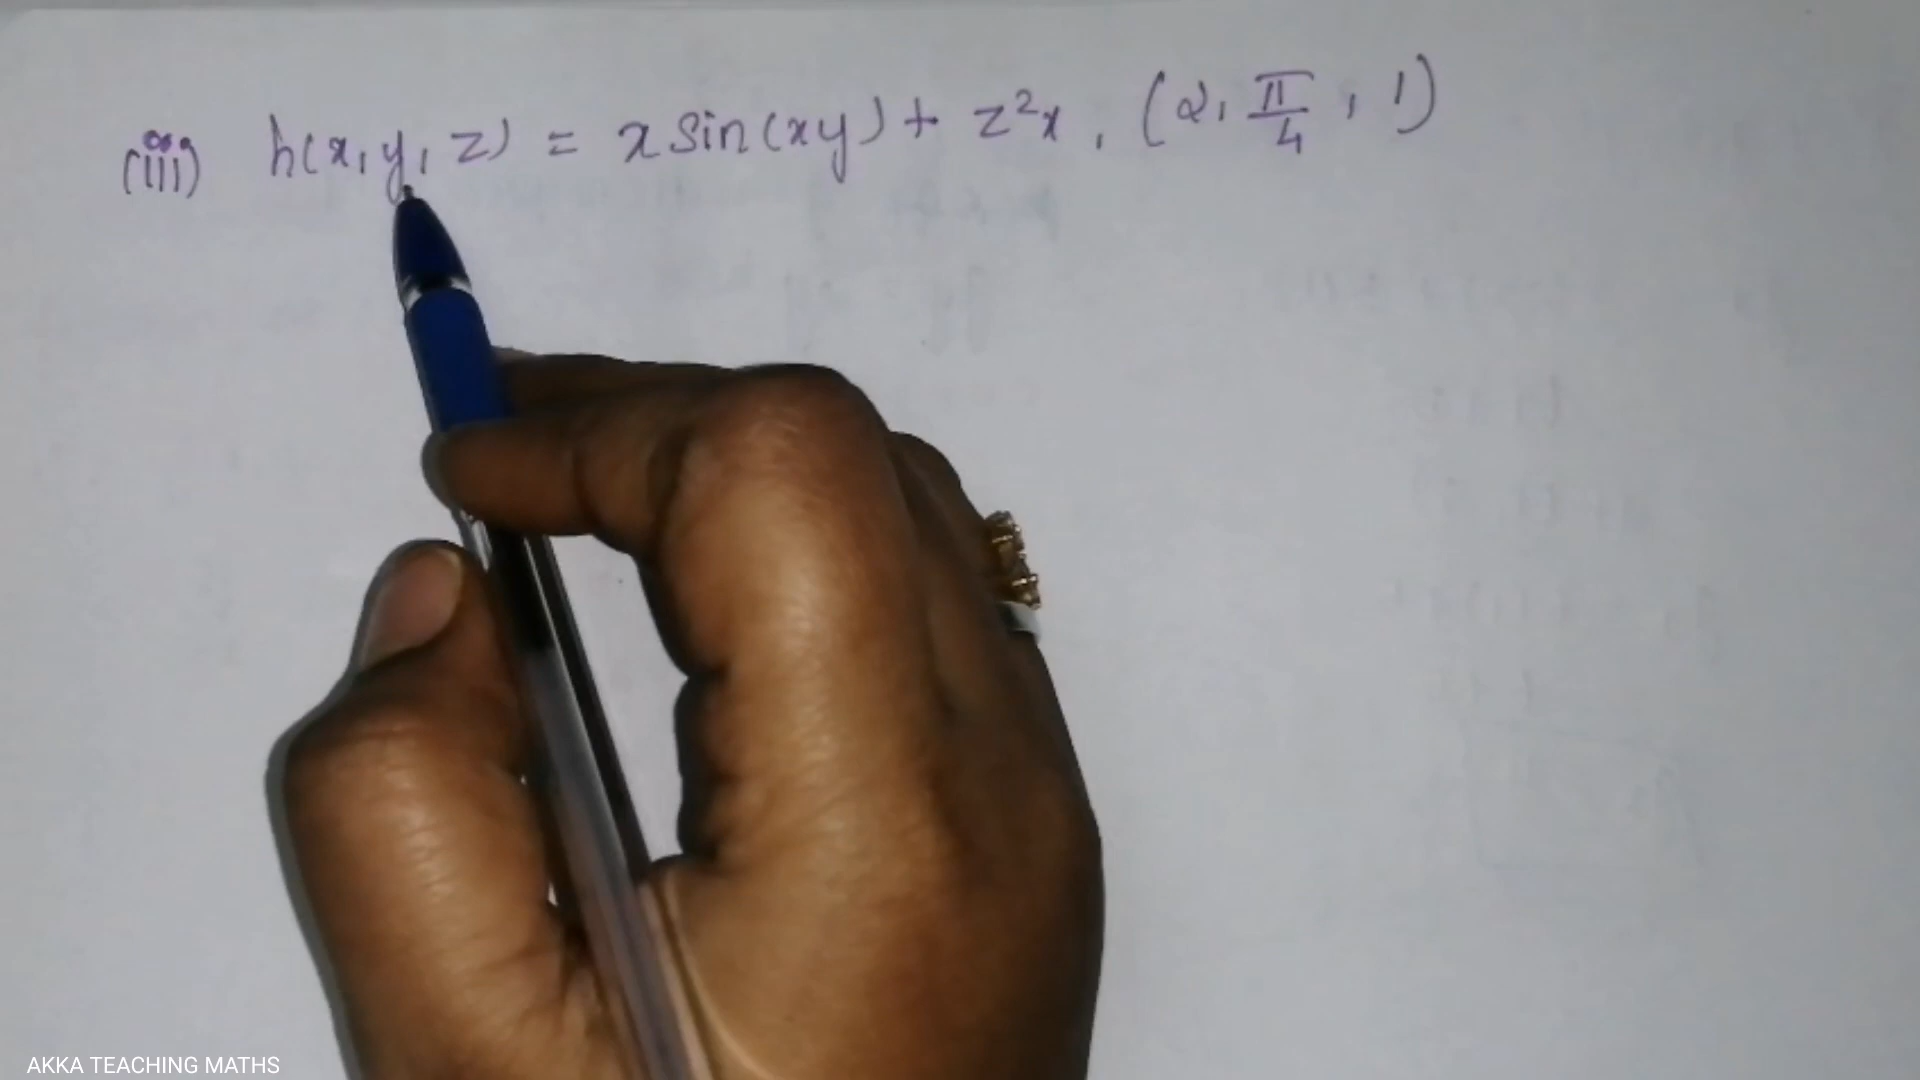 (iii) h(x, y, z) = x sin(xy) + z²x, (2, π/4, 1)
AKKA TEACHING MATHS